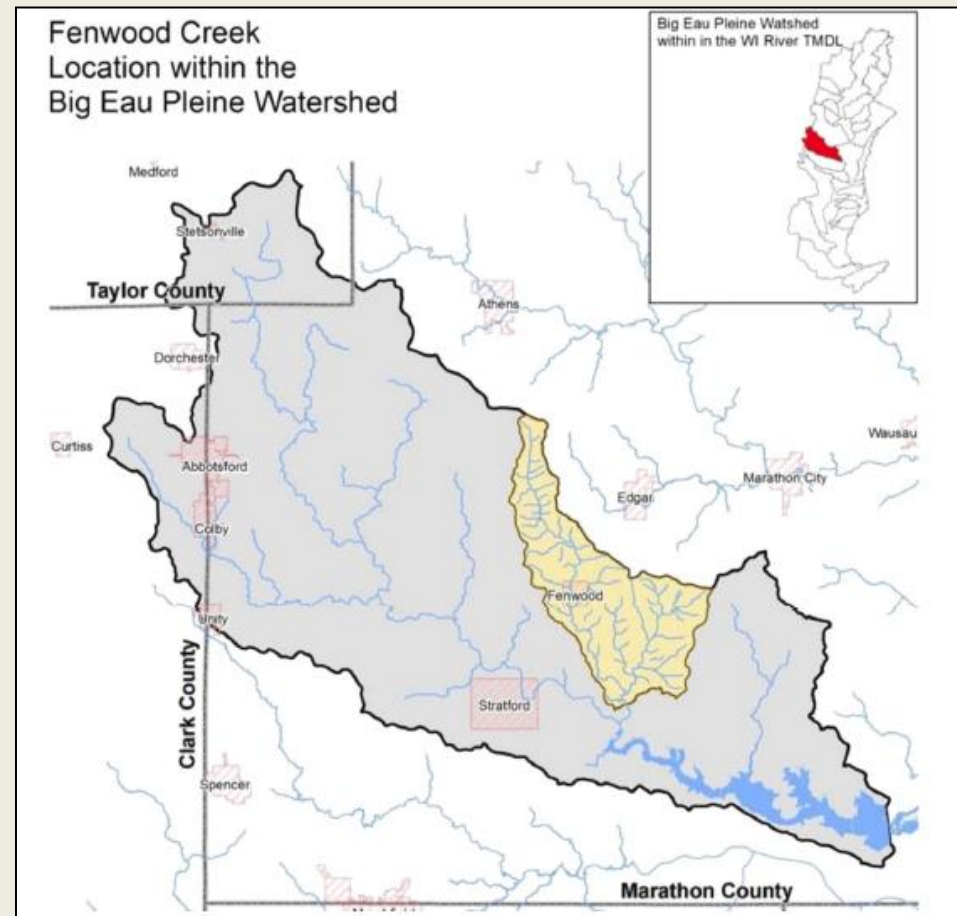 Fenwood Creek
Location within the
Big Eau Pleine Watershed
Big Eau Pleine Watshed
within in the WI River TMDL
Medford
Stetsonville
Taylor County
Athens
Dorchester
Curtiss
Abbotsford
Wausau
Marathon City
Edgar
Colby
Fenwood
Unity
Stratford
Clark County
Spencer
Marathon County